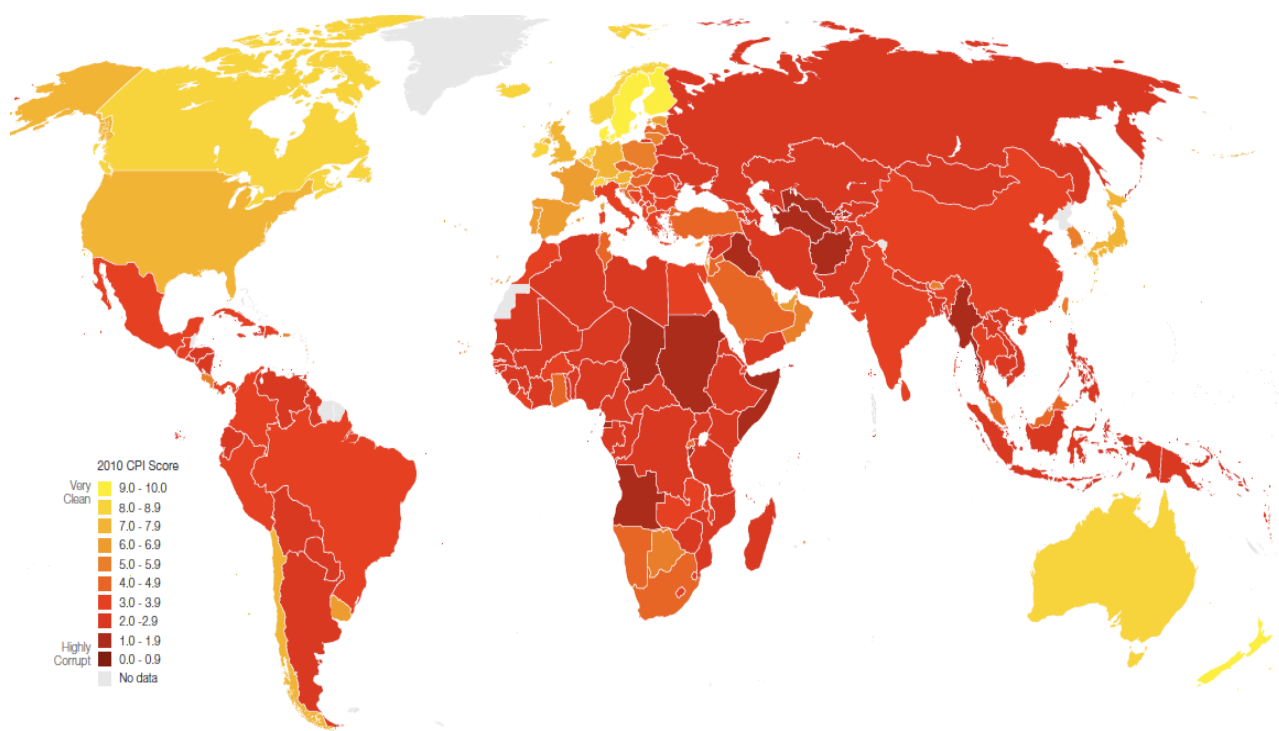 2010 CPI Score
Very
Clean
9.0 - 10.0
8.0 - 8.9
7.0 - 7.9
6.0 - 6.9
5.0 - 5.9
4.0 - 4.9
3.0 - 3.9
2.0 -2.9
1.0 - 1.9
Highly
Corrupt
0.0 - 0.9
No data